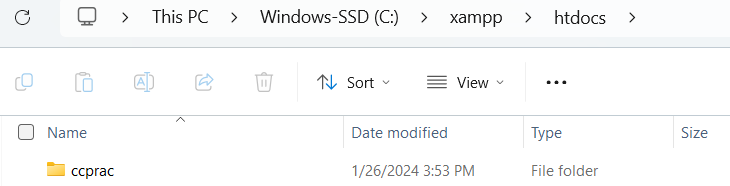 This PC > Windows-SSD (C:) > xampp > htdocs >
Sort View ...
Name Date modified Type Size
ccprac 1/26/2024 3:53 PM File folder